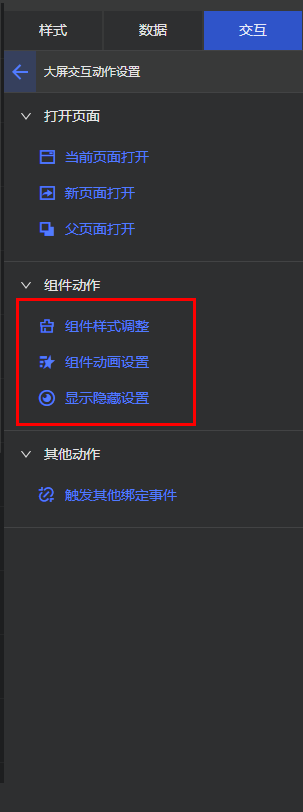 样式 数据 交互
大屏交互动作设置
打开页面
当前页面打开
新页面打开
父页面打开
组件动作
组件样式调整
组件动画设置
显示隐藏设置
其他动作
触发其他绑定事件